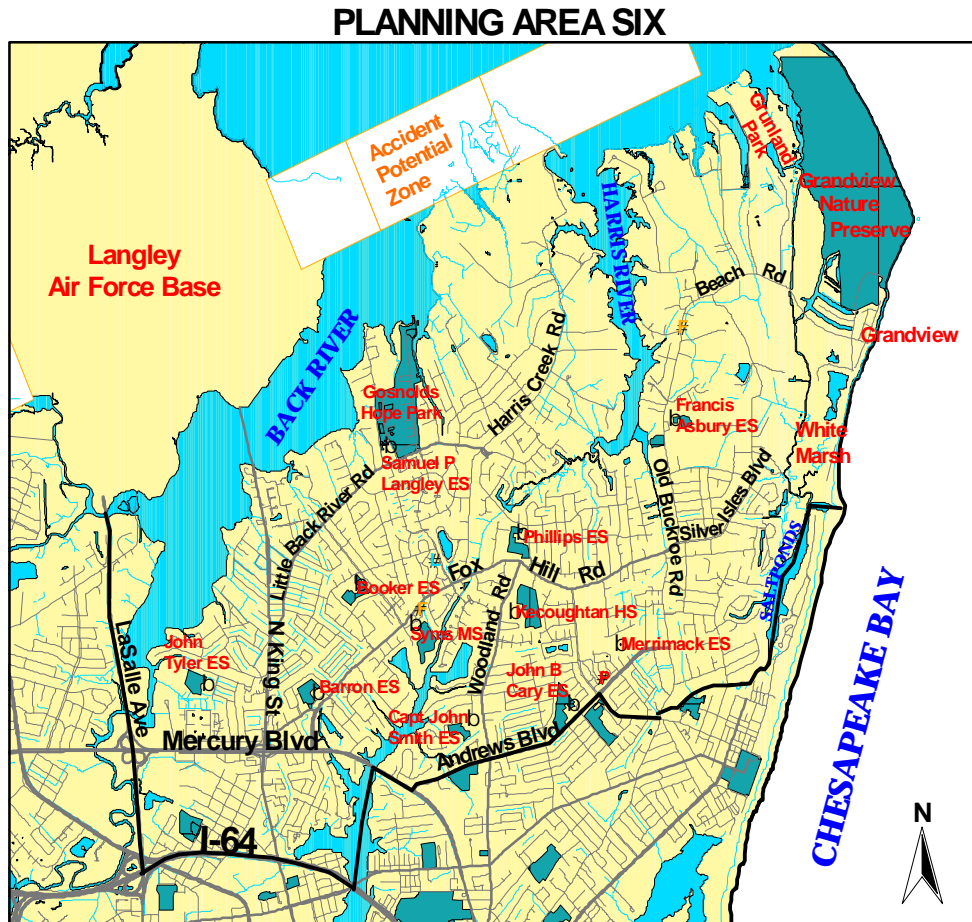 PLANNING AREA SIX
Accident
Potential
Zone
Grunland
Park
Grandview
Nature
Preserve
Langley
Air Force Base
HARRIS RIVER
Beach Rd
#
Grandview
BACK RIVER
Gosnolds
Hope Park
Harris Creek Rd
Francis
Asbury ES
b
White
Marsh
b
Samuel P
Langley ES
Little Back River Rd
Old Buckroe Rd
Silver Isles Blvd
SALTPONDS
b
Phillips ES
#
Fox Hill Rd
b
Booker ES
#
F
b
Syms MS
Woodland Rd
b
Kecoughtan HS
b
Merrimack ES
LaSalle Ave
John
Tyler ES
b
N King St
b
Barron ES
John B
Cary ES
b
P
Capt John
Smith ES
b
Mercury Blvd
Andrews Blvd
CHESAPEAKE BAY
I-64
N